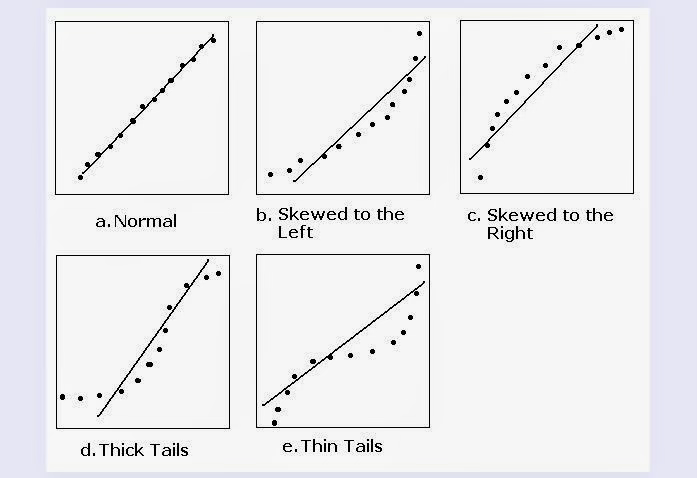 a. Normal
b. Skewed to the
Left
c. Skewed to the
Right
d. Thick Tails
e. Thin Tails